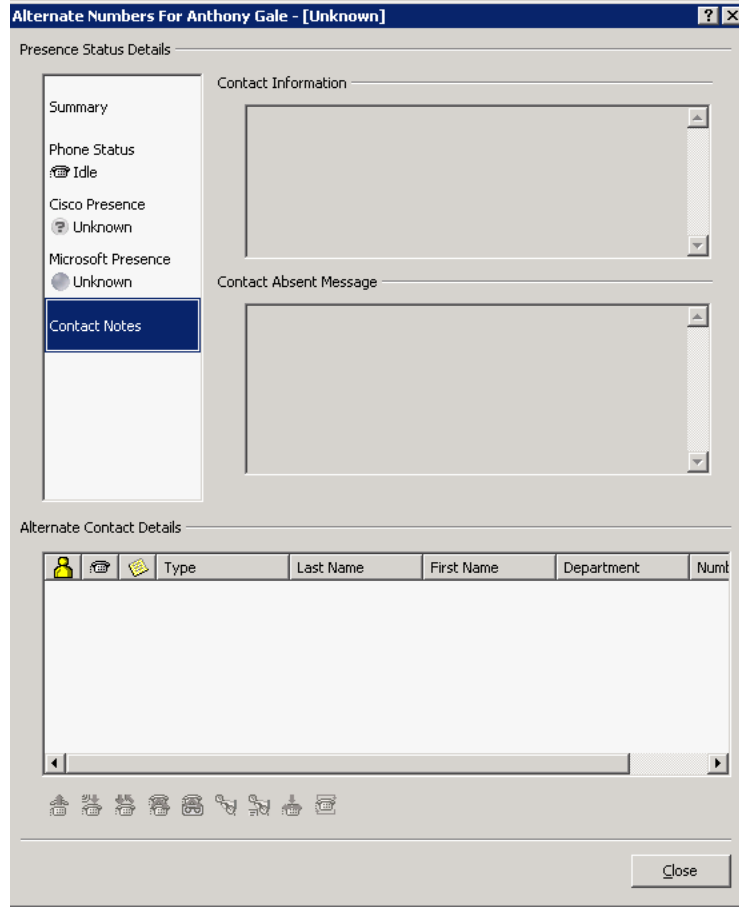 Alternate Numbers For Anthony Gale - [Unknown]
Presence Status Details
Summary
Phone Status
Idle
Cisco Presence
? Unknown
Microsoft Presence
Unknown
Contact Notes
Contact Information
Contact Absent Message
Alternate Contact Details
Type Last Name First Name Department Numb
Close